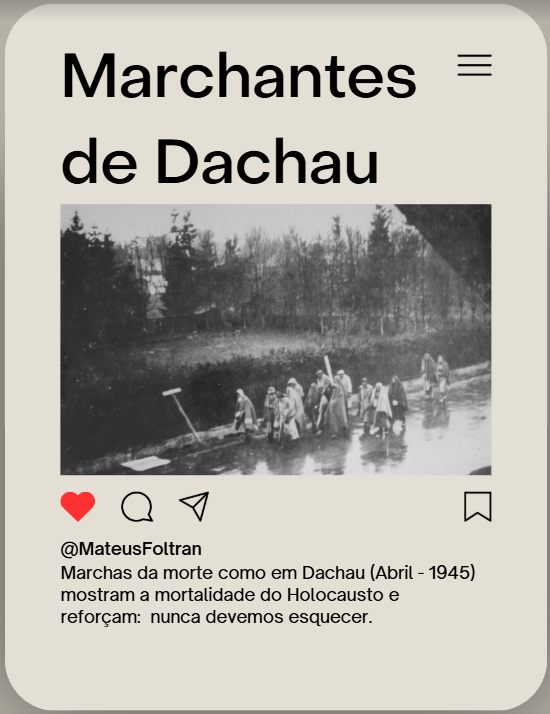 Marchantes
de Dachau
@MateusFoltran
Marchas da morte como em Dachau (Abril - 1945)
mostram a mortalidade do Holocausto e
reforçam:  nunca devemos esquecer.